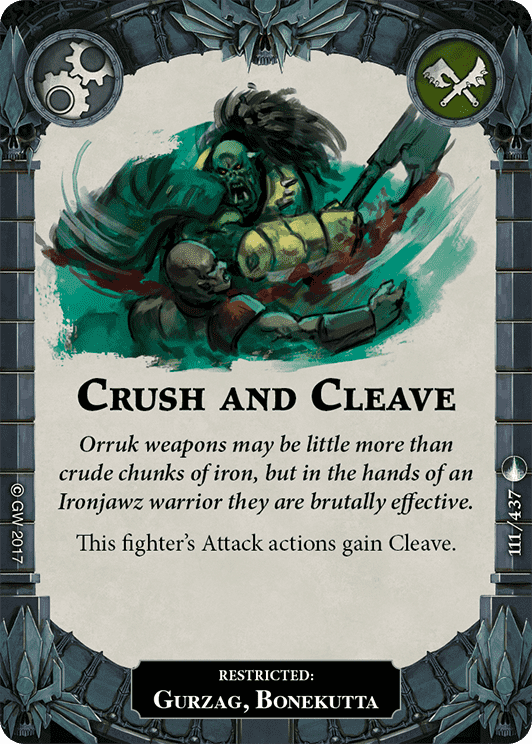 Crush and Cleave
Orruk weapons may be little more than
crude chunks of iron, but in the hands of an
Ironjawz warrior they are brutally effective.
This fighter's Attack actions gain Cleave.
© GW 2017
111/437
RESTRICTED:
Gurzag, Bonekutta